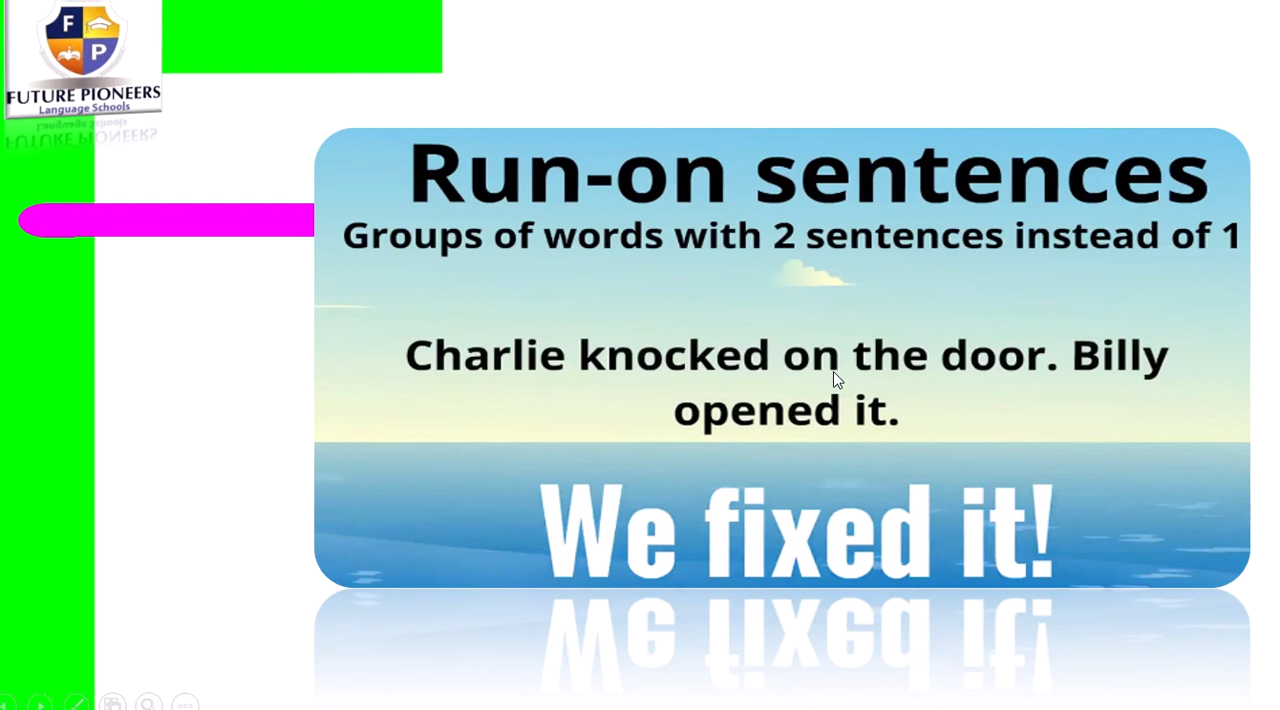 F
P
FUTURE PIONEERS
Language Schools
Run-on sentences
Groups of words with 2 sentences instead of 1
Charlie knocked on the door. Billy
opened it.
We fixed it!